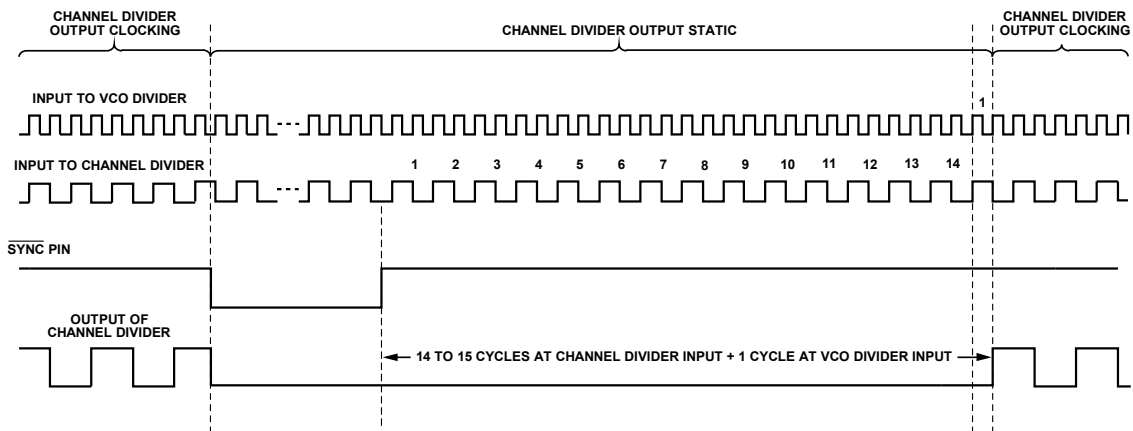 CHANNEL DIVIDER
OUTPUT CLOCKING
CHANNEL DIVIDER OUTPUT STATIC
CHANNEL DIVIDER
OUTPUT CLOCKING
INPUT TO VCO DIVIDER
1
INPUT TO CHANNEL DIVIDER
1 2 3 4 5 6 7 8 9 10 11 12 13 14
SYNC PIN
OUTPUT OF
CHANNEL DIVIDER
14 TO 15 CYCLES AT CHANNEL DIVIDER INPUT + 1 CYCLE AT VCO DIVIDER INPUT